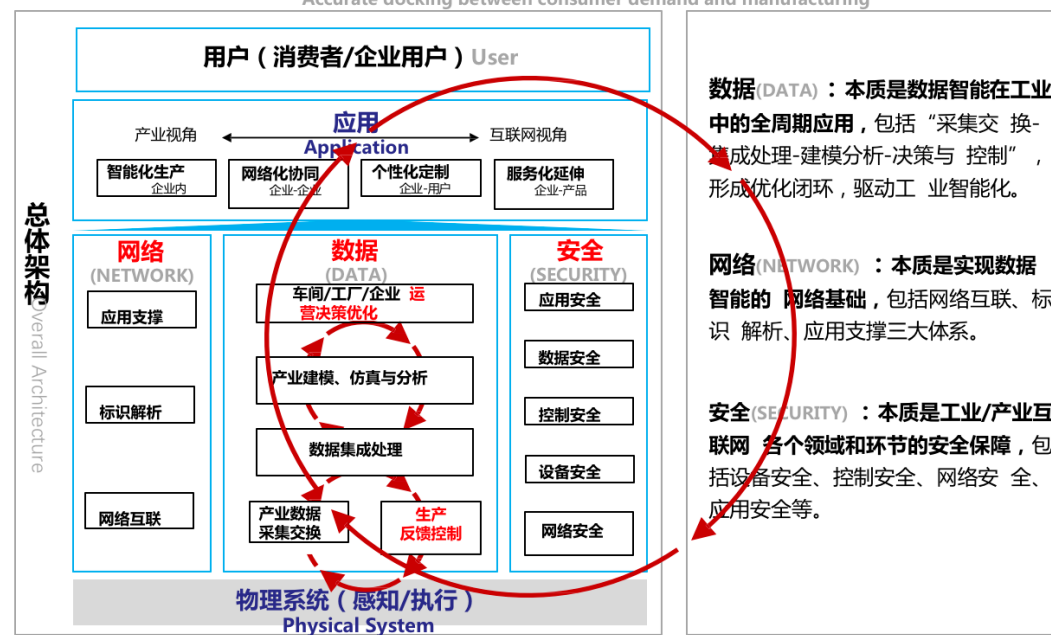 Accurate docking between consumer demand and manufacturing
用户（消费者/企业用户）User
应用
Application
产业视角
互联网视角
智能化生产
企业内
网络化协同
企业-企业
个性化定制
企业-用户
服务化延伸
企业-产品
总体架构
Overall Architecture
网络
(NETWORK)
应用支撑
标识解析
网络互联
数据
(DATA)
车间/工厂/企业 运
营决策优化
产业建模、仿真与分析
数据集成处理
产业数据
采集交换
生产
反馈控制
安全
(SECURITY)
应用安全
数据安全
控制安全
设备安全
网络安全
物理系统（感知/执行）
Physical System
数据(DATA)：本质是数据智能在工业
中的全周期应用，包括“采集交 换-
集成处理-建模分析-决策与 控制”，
形成优化闭环，驱动工 业智能化。
网络(NETWORK)：本质是实现数据
智能的 网络基础，包括网络互联、标
识 解析、应用支撑三大体系。
安全(SECURITY)：本质是工业/产业互
联网 各个领域和环节的安全保障，包
括设备安全、控制安全、网络安 全、
应用安全等。